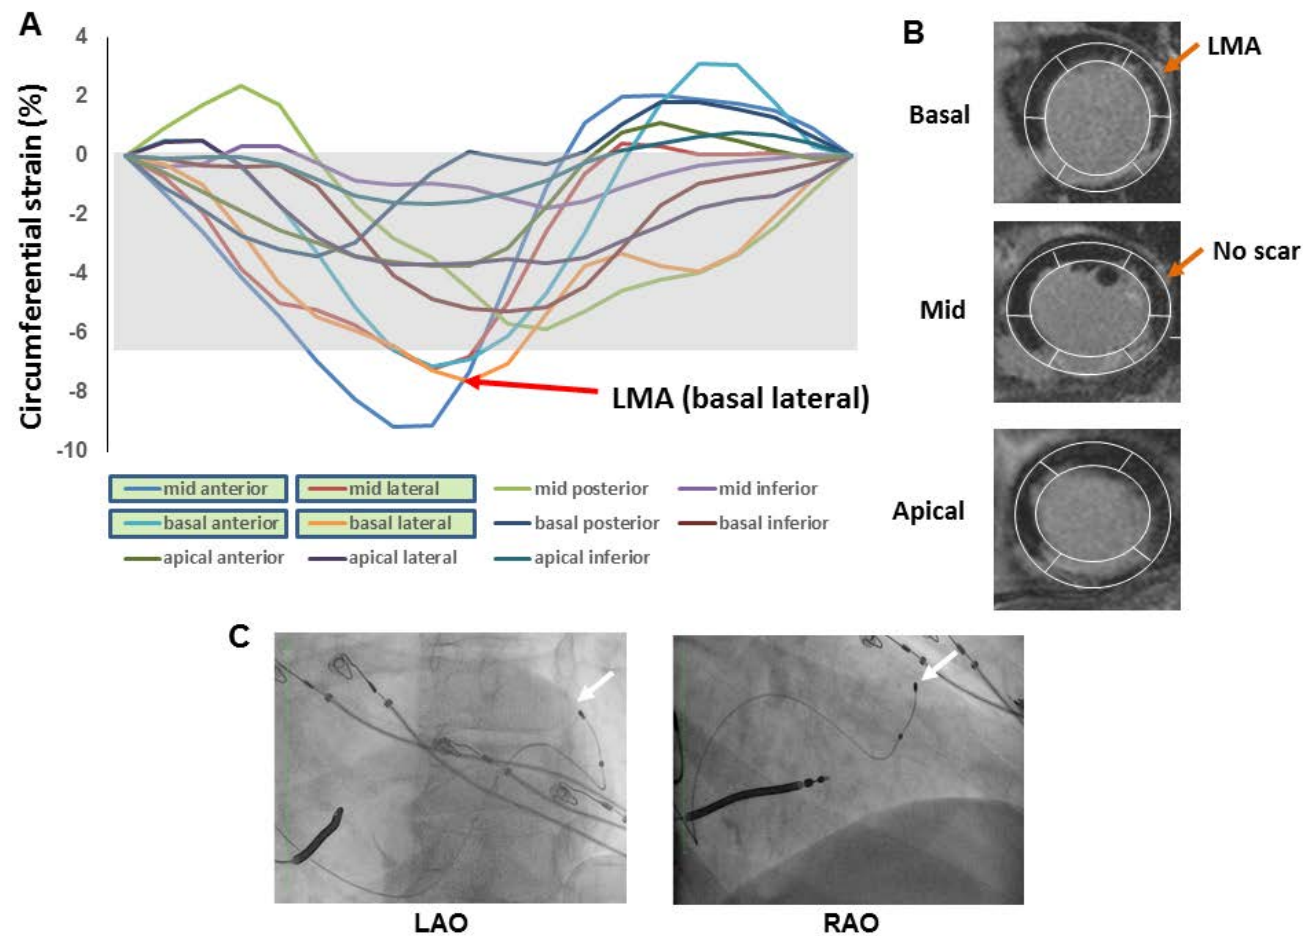 A
Circumferential strain (%)
4
2
0
-2
-4
-6
-8
-10
LMA (basal lateral)
mid anterior mid lateral mid posterior mid inferior
basal anterior basal lateral basal posterior basal inferior
apical anterior apical lateral apical inferior
B
Basal
LMA
Mid
No scar
Apical
C
LAO
RAO